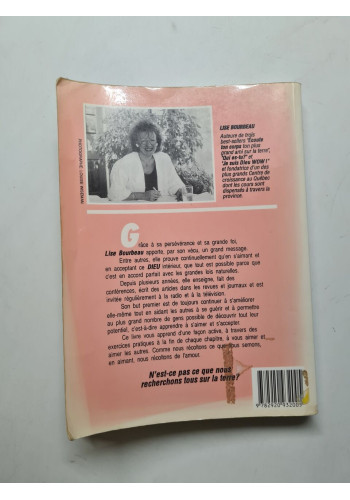 LISE BOURBEAU
Auteure de trois
best-sellers "Écoute
ton corps ton plus
grand ami sur la terre",
"Qui es-tu?" et
"Je suis Dieu WOW!"
et fondatrice d'un des
plus grands Centre de
croissance au Québec
dont les cours sont
dispensés à travers la
province.
Grâce à sa persévérance et sa grande foi,
Lise Bourbeau apporte, par son vécu, un grand message.
Entre autres, elle prouve continuellement qu'en s'aimant et
en acceptant ce DIEU intérieur, que tout est possible parce que
c'est en accord parfait avec les grandes lois naturelles.
Depuis plusieurs années, elle enseigne, fait des
conférences, écrit des articles dans les revues et journaux et est
invitée régulièrement à la radio et à la télévision.
Son but premier est de toujours continuer à s'améliorer
elle-même tout en aidant les autres à se guérir et à permettre
au plus grand nombre de gens possible de découvrir tout leur
potentiel, c'est-à-dire apprendre à s'aimer et s'accepter.
Ce livre vous apprend d'une façon active, à travers des
exercices pratiques à la fin de chaque chapitre, à vous aimer et
aimer les autres. Comme nous récoltons ce que nous semons,
en aimant, nous récoltons de l'amour.
N'est-ce pas ce que nous
recherchons tous sur la terre?